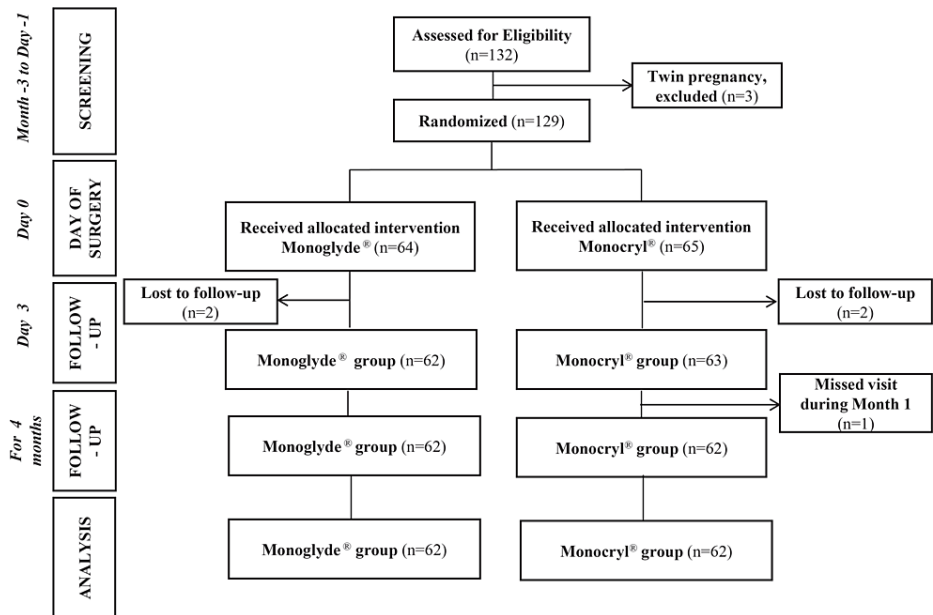 Month -3 to Day -1
SCREENING
Assessed for Eligibility
(n=132)
Twin pregnancy,
excluded (n=3)
Randomized (n=129)
Day 0
DAY OF
SURGERY
Received allocated intervention
Monoglyde® (n=64)
Received allocated intervention
Monocryl® (n=65)
Day 3
FOLLOW
- UP
Lost to follow-up
(n=2)
Lost to follow-up
(n=2)
Monoglyde® group (n=62)
Monocryl® group (n=63)
Missed visit
during Month 1
(n=1)
For 4
months
FOLLOW
- UP
Monoglyde® group (n=62)
Monocryl® group (n=62)
ANALYSIS
Monoglyde® group (n=62)
Monocryl® group (n=62)